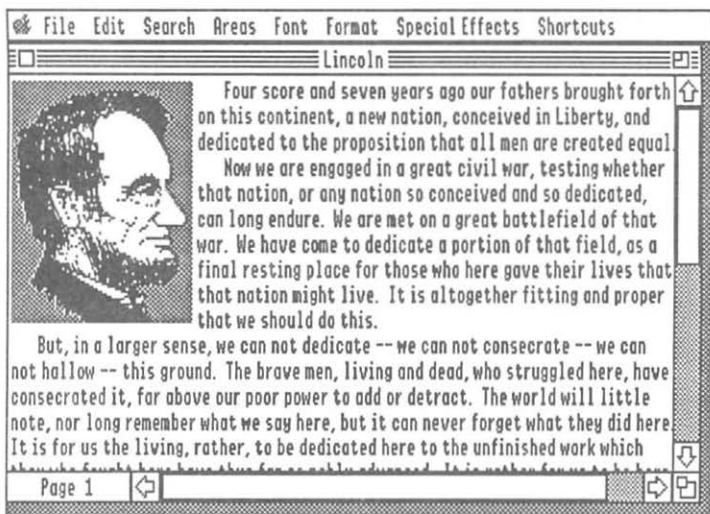 File Edit Search Areas Font Format Special Effects Shortcuts
Lincoln
Four score and seven years ago our fathers brought forth
on this continent, a new nation, conceived in Liberty, and
dedicated to the proposition that all men are created equal.
Now we are engaged in a great civil war, testing whether
that nation, or any nation so conceived and so dedicated,
can long endure. We are met on a great battlefield of that
war. We have come to dedicate a portion of that field, as a
final resting place for those who here gave their lives that
that nation might live. It is altogether fitting and proper
that we should do this.
But, in a larger sense, we can not dedicate -- we can not consecrate -- we can
not hallow -- this ground. The brave men, living and dead, who struggled here, have
consecrated it, far above our poor power to add or detract. The world will little
note, nor long remember what we say here, but it can never forget what they did here.
It is for us the living, rather, to be dedicated here to the unfinished work which
Page 1